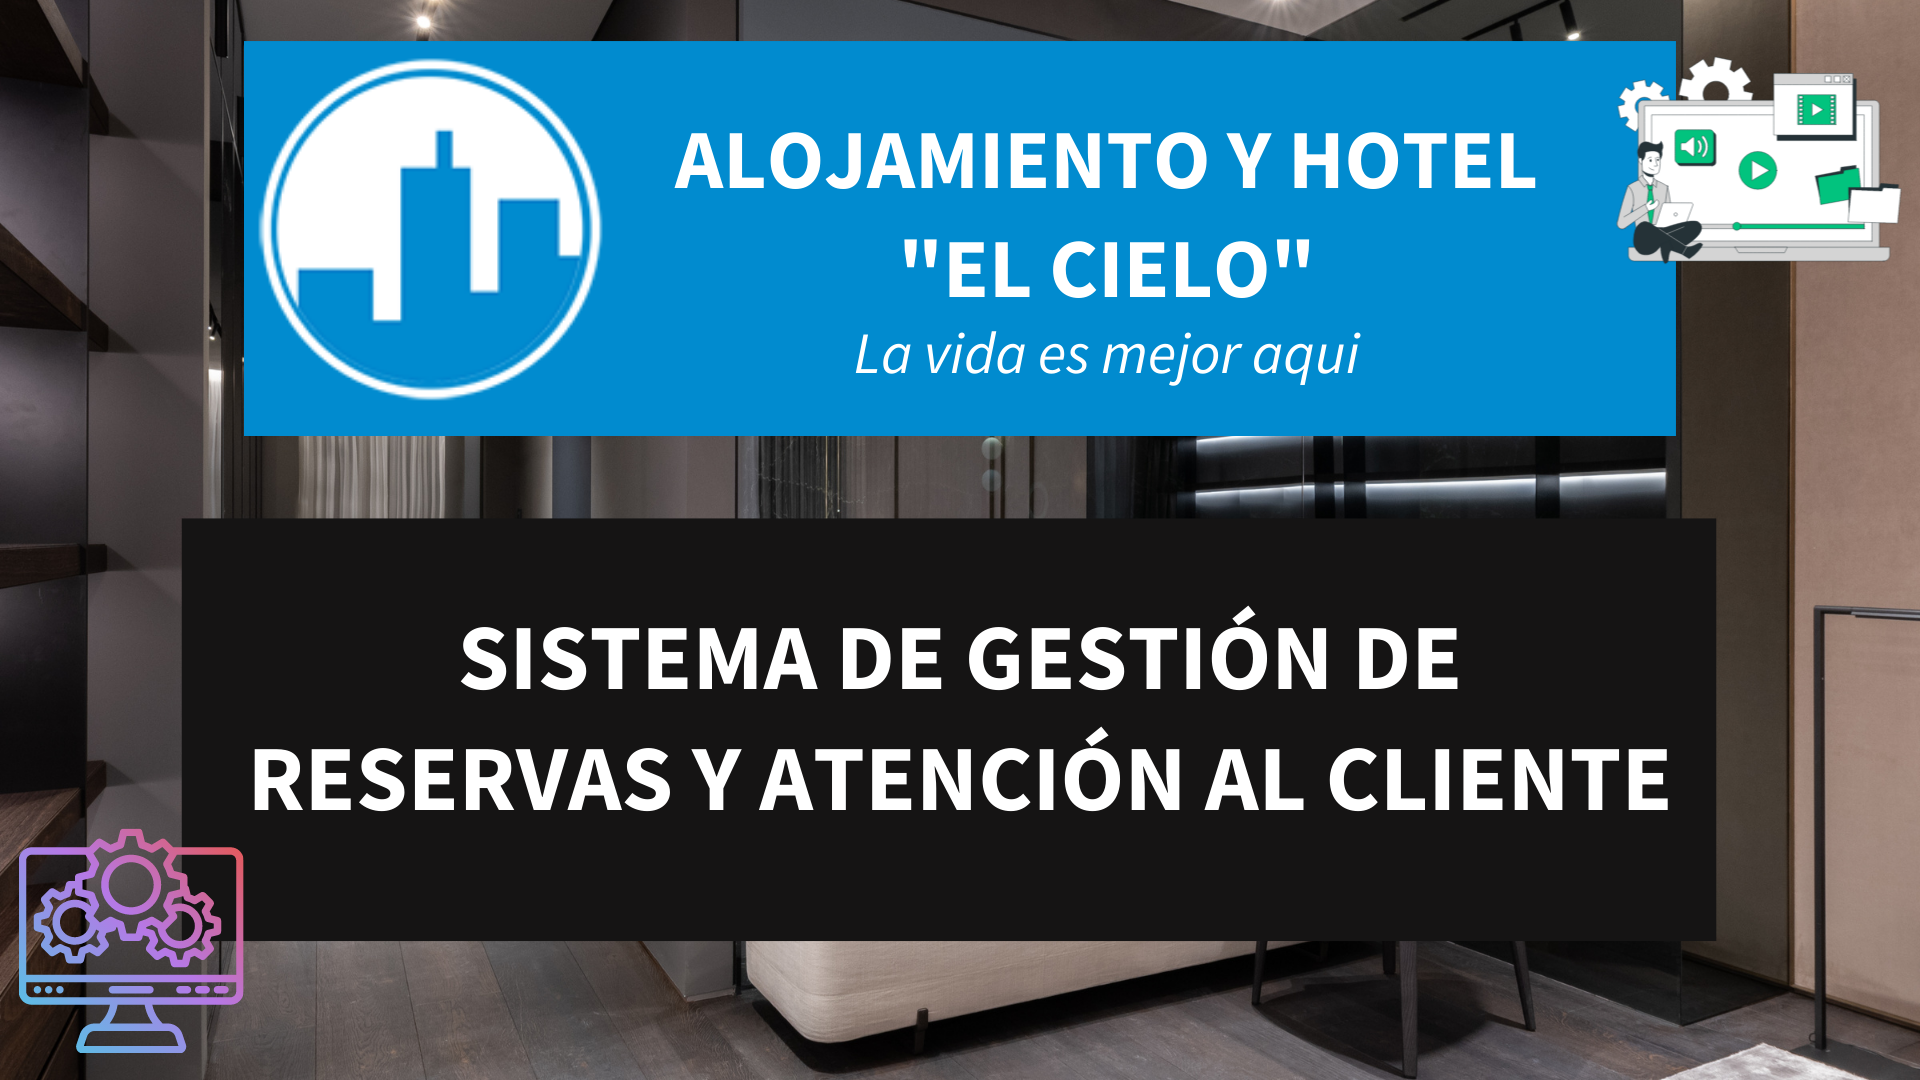 ALOJAMIENTO Y HOTEL
"EL CIELO"
La vida es mejor aqui
SISTEMA DE GESTIÓN DE
RESERVAS Y ATENCIÓN AL CLIENTE